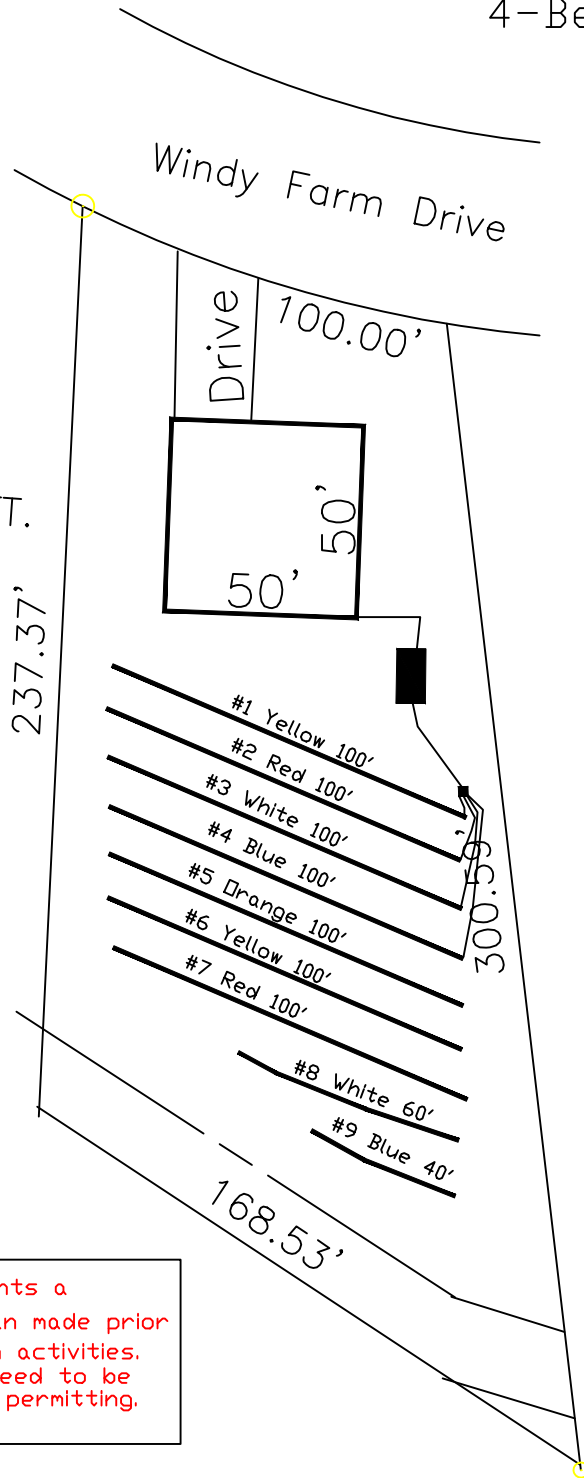 4-Be
Windy Farm Drive
Drive
100.00'
T.
50'
50'
237.37'
#1 Yellow 100'
#2 Red 100'
#3 White 100'
#4 Blue 100'
#5 Orange 100'
#6 Yellow 100'
#7 Red 100'
300.59'
#8 White 60'
#9 Blue 40'
168.53'
nts a
n made prior
activities.
eed to be
permitting.